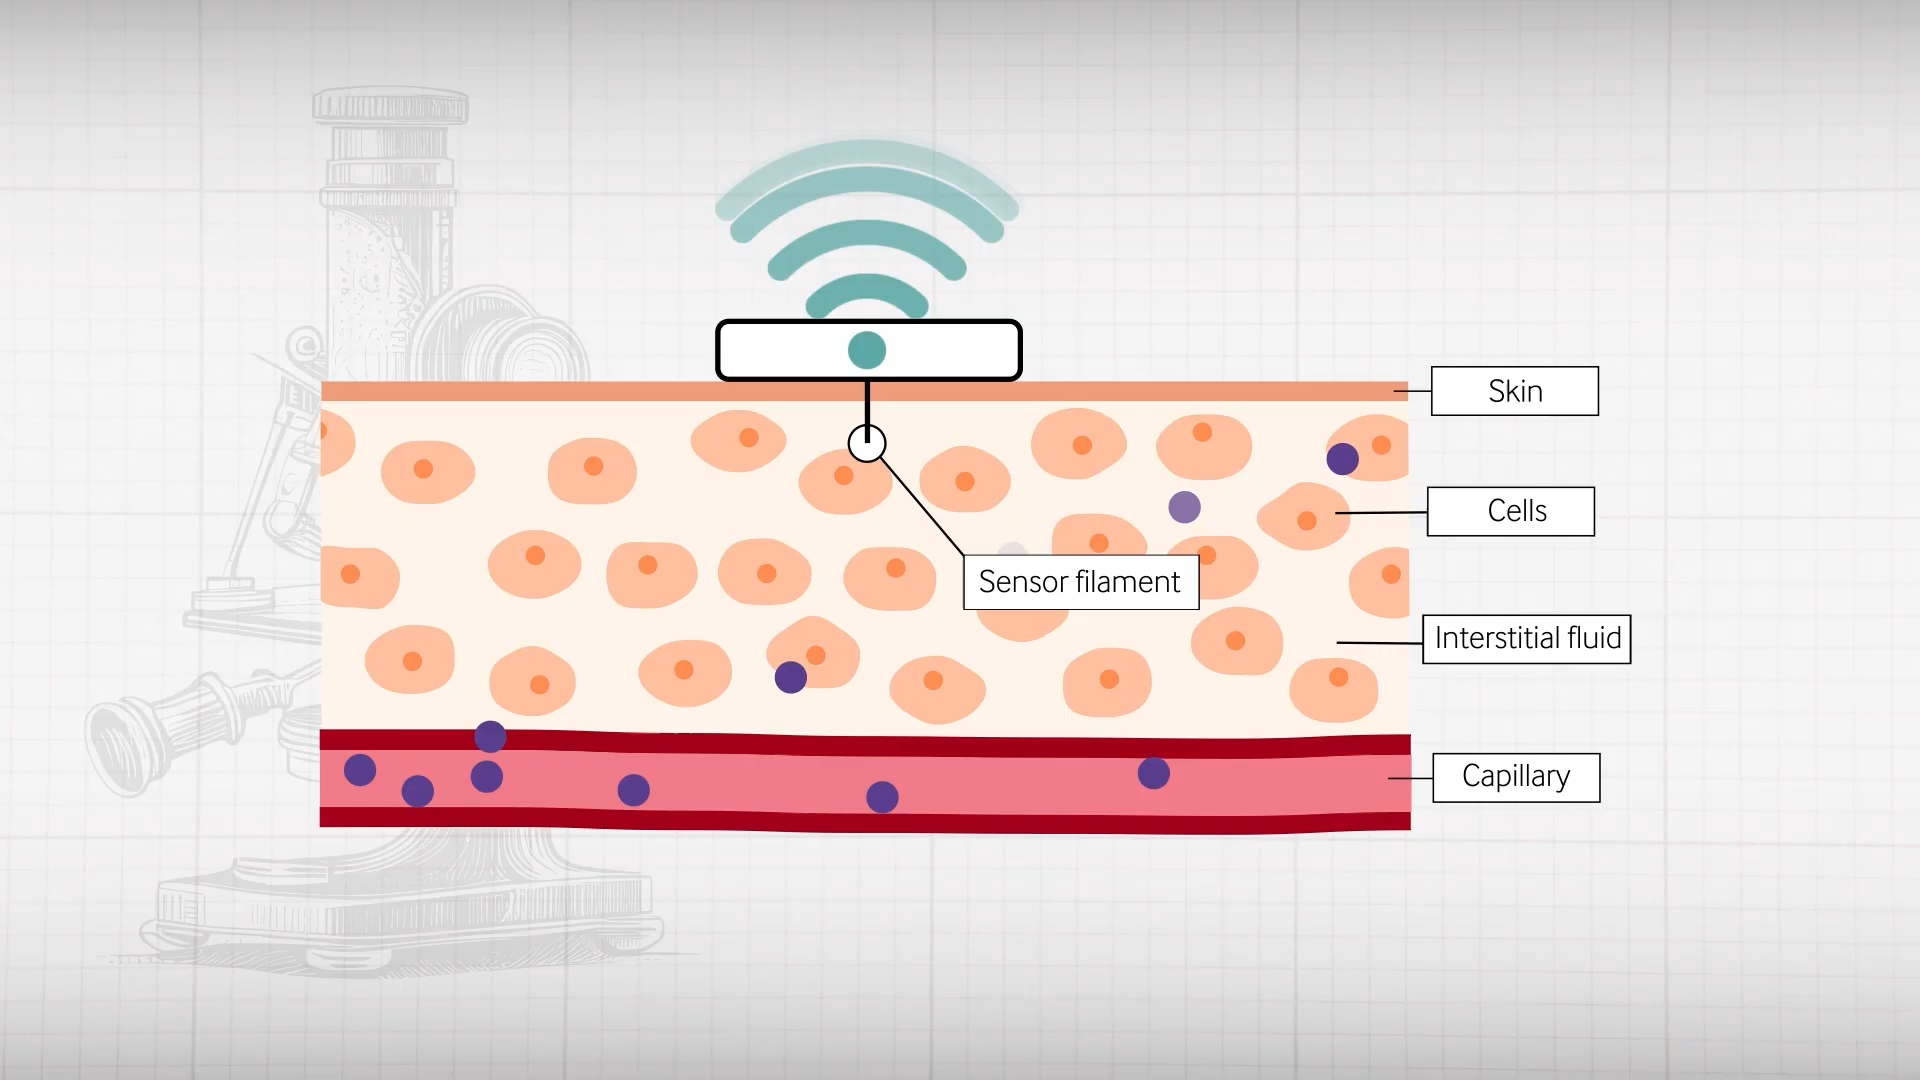 Skin
Cells
Sensor filament
Interstitial fluid
Capillary